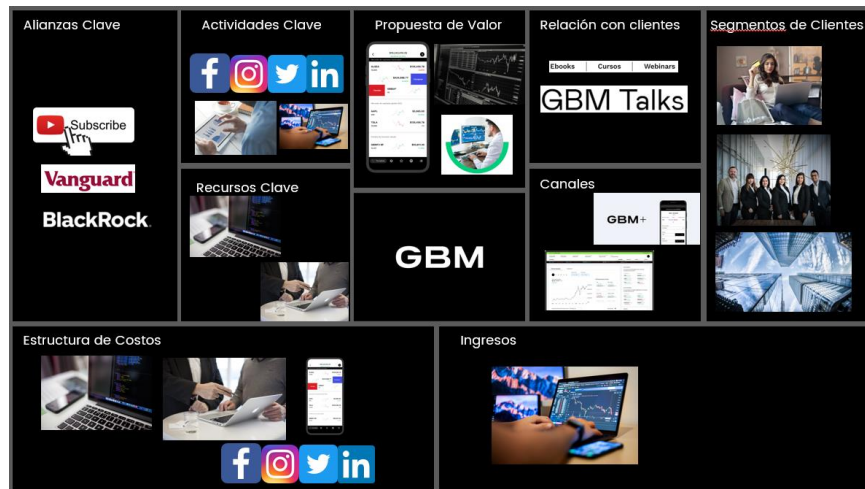 Alianzas Clave
Subscribe
Vanguard
BlackRock.
Actividades Clave
Recursos Clave
Propuesta de Valor
GBM
Relación con clientes
Ebooks
Cursos
Webinars
GBM Talks
Canales
GBM+
Segmentos de Clientes
Estructura de Costos
Ingresos